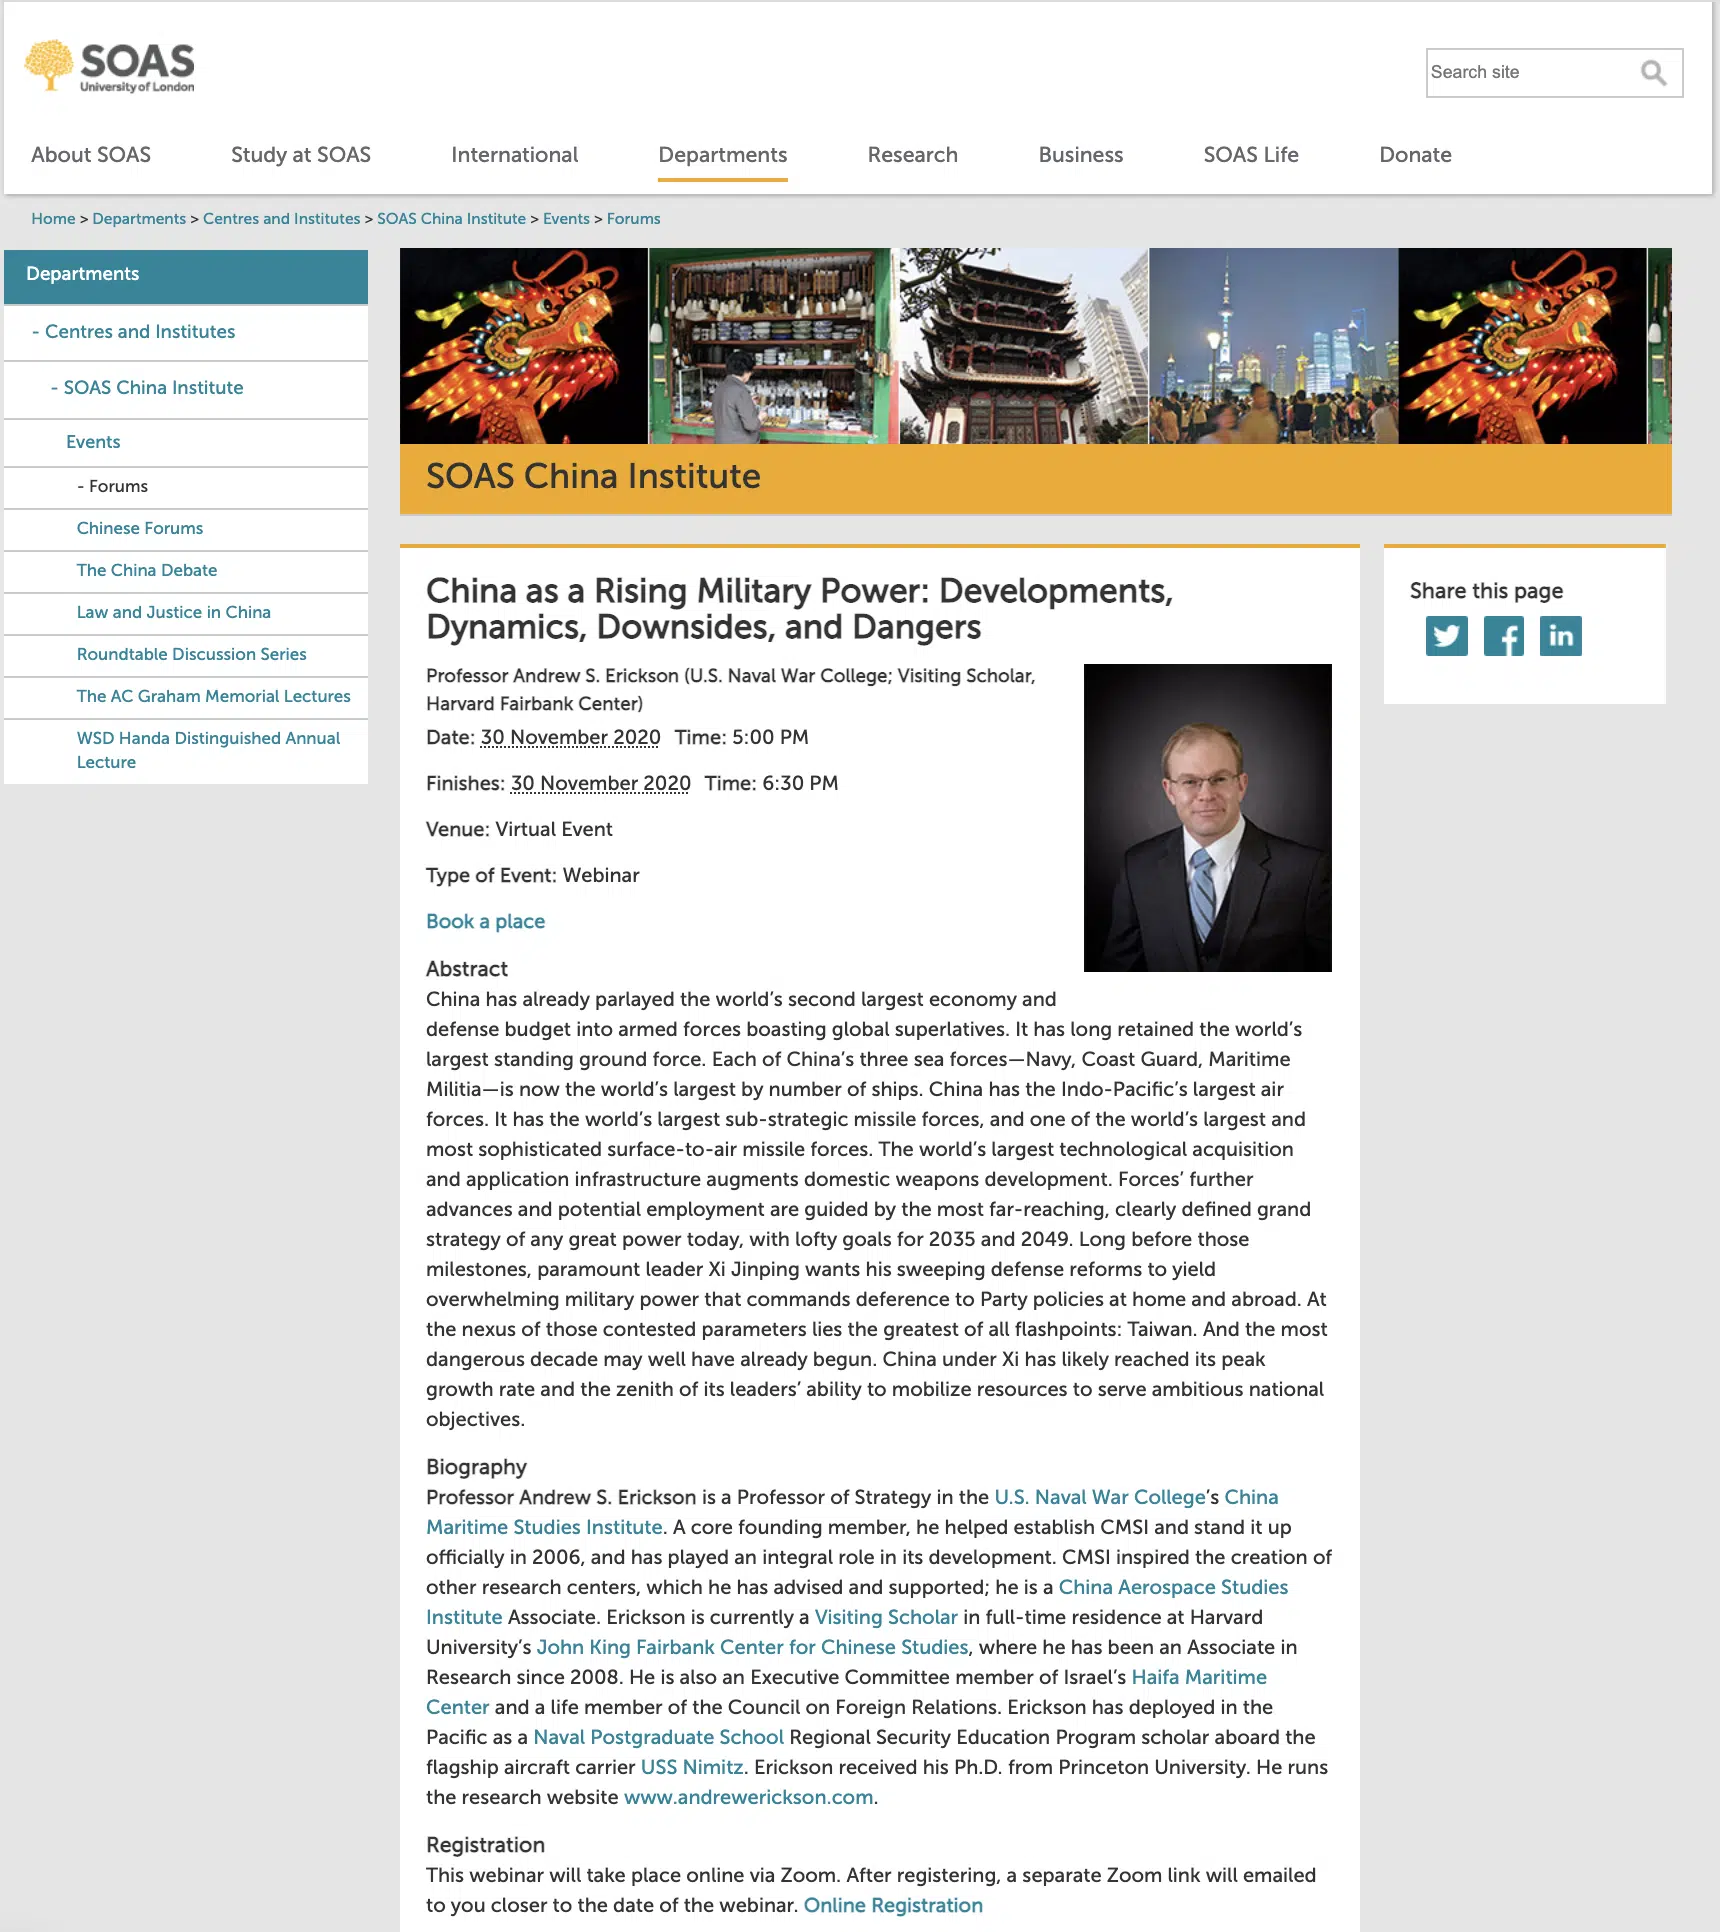 SOAS
University of London
Search site
About SOAS
Study at SOAS
International
Departments
Research
Business
SOAS Life
Donate
Home > Departments > Centres and Institutes > SOAS China Institute > Events > Forums
Departments
- Centres and Institutes
- SOAS China Institute
Events
- Forums
Chinese Forums
The China Debate
Law and Justice in China
Roundtable Discussion Series
The AC Graham Memorial Lectures
WSD Handa Distinguished Annual
Lecture
SOAS China Institute
China as a Rising Military Power: Developments,
Dynamics, Downsides, and Dangers
Professor Andrew S. Erickson (U.S. Naval War College; Visiting Scholar,
Harvard Fairbank Center)
Date: 30 November 2020 Time: 5:00 PM
Finishes: 30 November 2020 Time: 6:30 PM
Venue: Virtual Event
Type of Event: Webinar
Book a place
Abstract
China has already parlayed the world’s second largest economy and
defense budget into armed forces boasting global superlatives. It has long retained the world’s
largest standing ground force. Each of China’s three sea forces—Navy, Coast Guard, Maritime
Militia—is now the world’s largest by number of ships. China has the Indo-Pacific’s largest air
forces. It has the world’s largest sub-strategic missile forces, and one of the world’s largest and
most sophisticated surface-to-air missile forces. The world’s largest technological acquisition
and application infrastructure augments domestic weapons development. Forces’ further
advances and potential employment are guided by the most far-reaching, clearly defined grand
strategy of any great power today, with lofty goals for 2035 and 2049. Long before those
milestones, paramount leader Xi Jinping wants his sweeping defense reforms to yield
overwhelming military power that commands deference to Party policies at home and abroad. At
the nexus of those contested parameters lies the greatest of all flashpoints: Taiwan. And the most
dangerous decade may well have already begun. China under Xi has likely reached its peak
growth rate and the zenith of its leaders’ ability to mobilize resources to serve ambitious national
objectives.
Biography
Professor Andrew S. Erickson is a Professor of Strategy in the U.S. Naval War College’s China
Maritime Studies Institute. A core founding member, he helped establish CMSI and stand it up
officially in 2006, and has played an integral role in its development. CMSI inspired the creation of
other research centers, which he has advised and supported; he is a China Aerospace Studies
Institute Associate. Erickson is currently a Visiting Scholar in full-time residence at Harvard
University’s John King Fairbank Center for Chinese Studies, where he has been an Associate in
Research since 2008. He is also an Executive Committee member of Israel’s Haifa Maritime
Center and a life member of the Council on Foreign Relations. Erickson has deployed in the
Pacific as a Naval Postgraduate School Regional Security Education Program scholar aboard the
flagship aircraft carrier USS Nimitz. Erickson received his Ph.D. from Princeton University. He runs
the research website www.andrewerickson.com.
Registration
This webinar will take place online via Zoom. After registering, a separate Zoom link will emailed
to you closer to the date of the webinar. Online Registration
Share this page